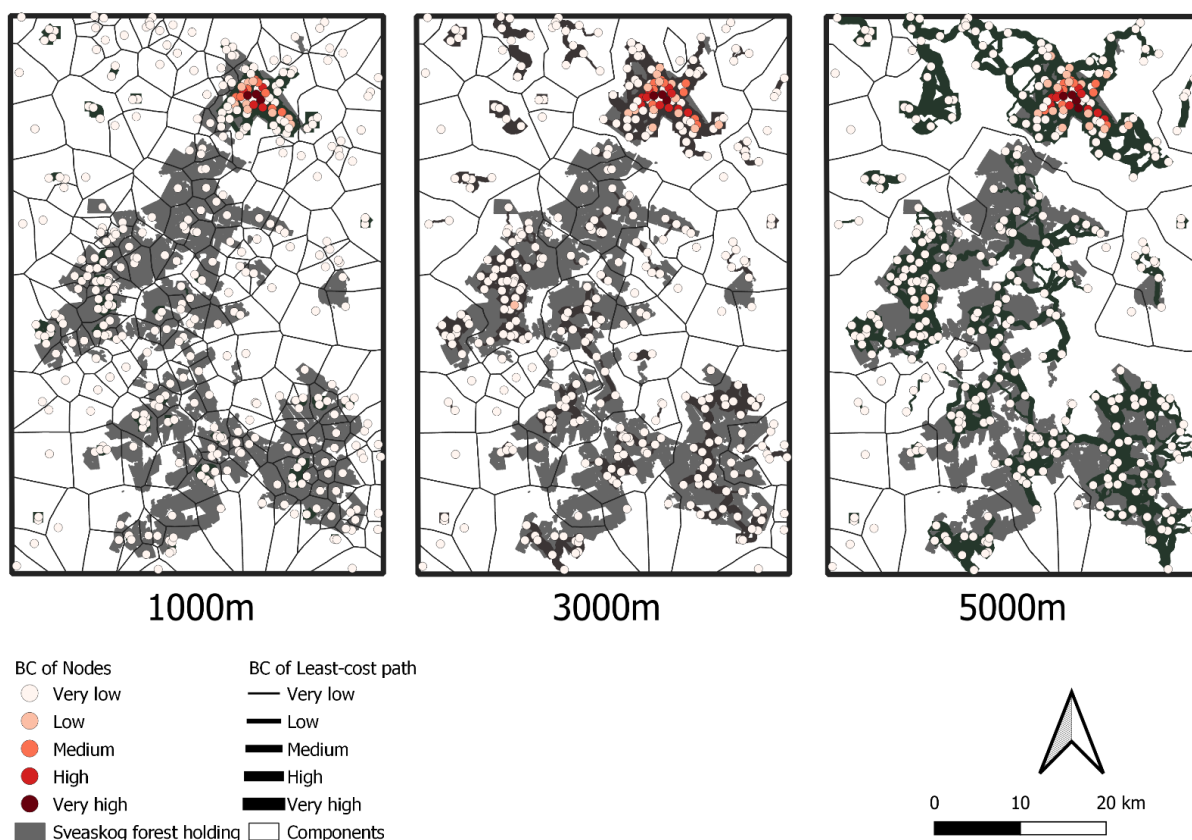 1000m 3000m 5000m
BC of Nodes BC of Least-cost path
Very low Very low
Low Low
Medium Medium
High High
Very high Very high
Sveaskog forest holding Components
0 10 20 km